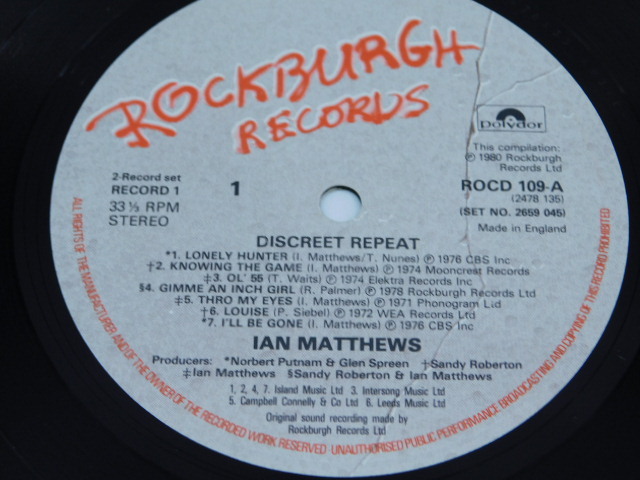 ROCKBURGH
RECORDS
Polydor
2-Record set
RECORD 1
33 ⅓ RPM
STEREO
1
This compilation:
℗ 1980 Rockburgh
Records Ltd
ROCD 109-A
(2478 135)
(SET NO. 2659 045)
Made in England
DISCREET REPEAT
*1. LONELY HUNTER (I. Matthews/T. Nunes) ℗ 1976 CBS Inc
†2. KNOWING THE GAME (I. Matthews) ℗ 1974 Mooncrest Records
‡3. OL' 55 (T. Waits) ℗ 1974 Elektra Records Inc
§4. GIMME AN INCH GIRL (R. Palmer) ℗ 1978 Rockburgh Records Ltd
‡5. THRO MY EYES (I. Matthews) ℗ 1971 Phonogram Ltd
†6. LOUISE (P. Siebel) ℗ 1972 WEA Records Ltd
*7. I'LL BE GONE (I. Matthews) ℗ 1976 CBS Inc
IAN MATTHEWS
Producers: *Norbert Putnam & Glen Spreen †Sandy Roberton
‡Ian Matthews §Sandy Roberton & Ian Matthews
1, 2, 4, 7. Island Music Ltd 3. Intersong Music Ltd
5. Campbell Connelly & Co Ltd 6. Leeds Music Ltd
Original sound recording made by
Rockburgh Records Ltd
ALL RIGHTS OF THE MANUFACTURER AND OF THE OWNER OF THE RECORDED WORK RESERVED UNAUTHORISED PUBLIC PERFORMANCE BROADCASTING AND COPYING OF THIS RECORD PROHIBITED